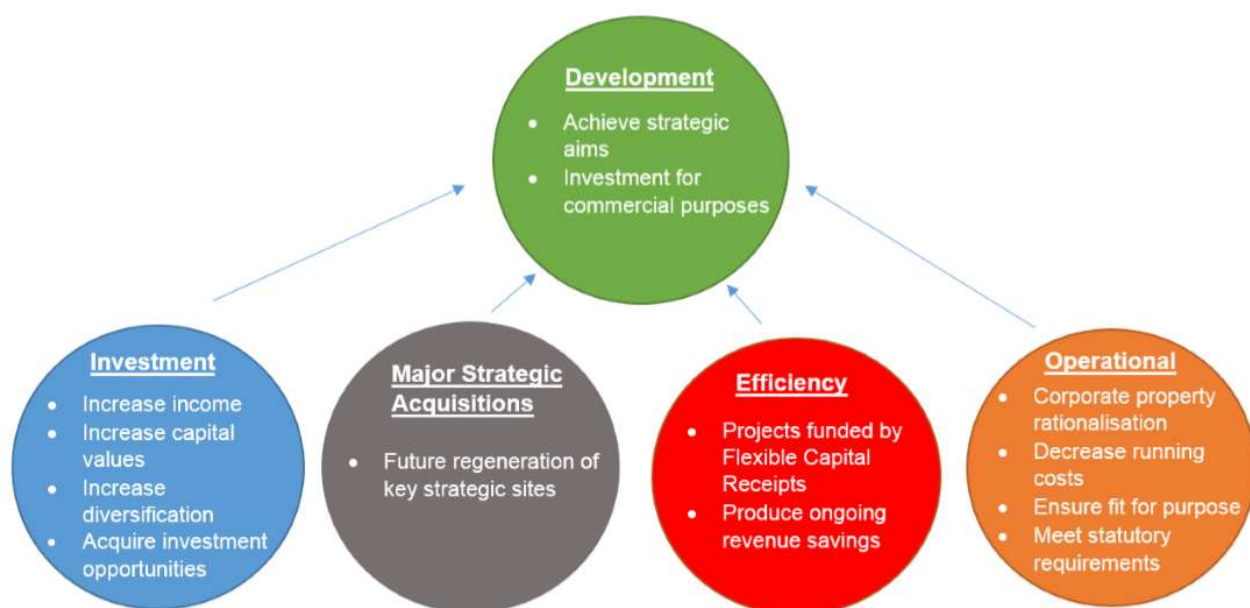 Development
• Achieve strategic
aims
• Investment for
commercial purposes
Investment
• Increase income
• Increase capital
values
• Increase
diversification
• Acquire investment
opportunities
Major Strategic
Acquisitions
• Future regeneration of
key strategic sites
Efficiency
• Projects funded by
Flexible Capital
Receipts
• Produce ongoing
revenue savings
Operational
• Corporate property
rationalisation
• Decrease running
costs
• Ensure fit for purpose
• Meet statutory
requirements